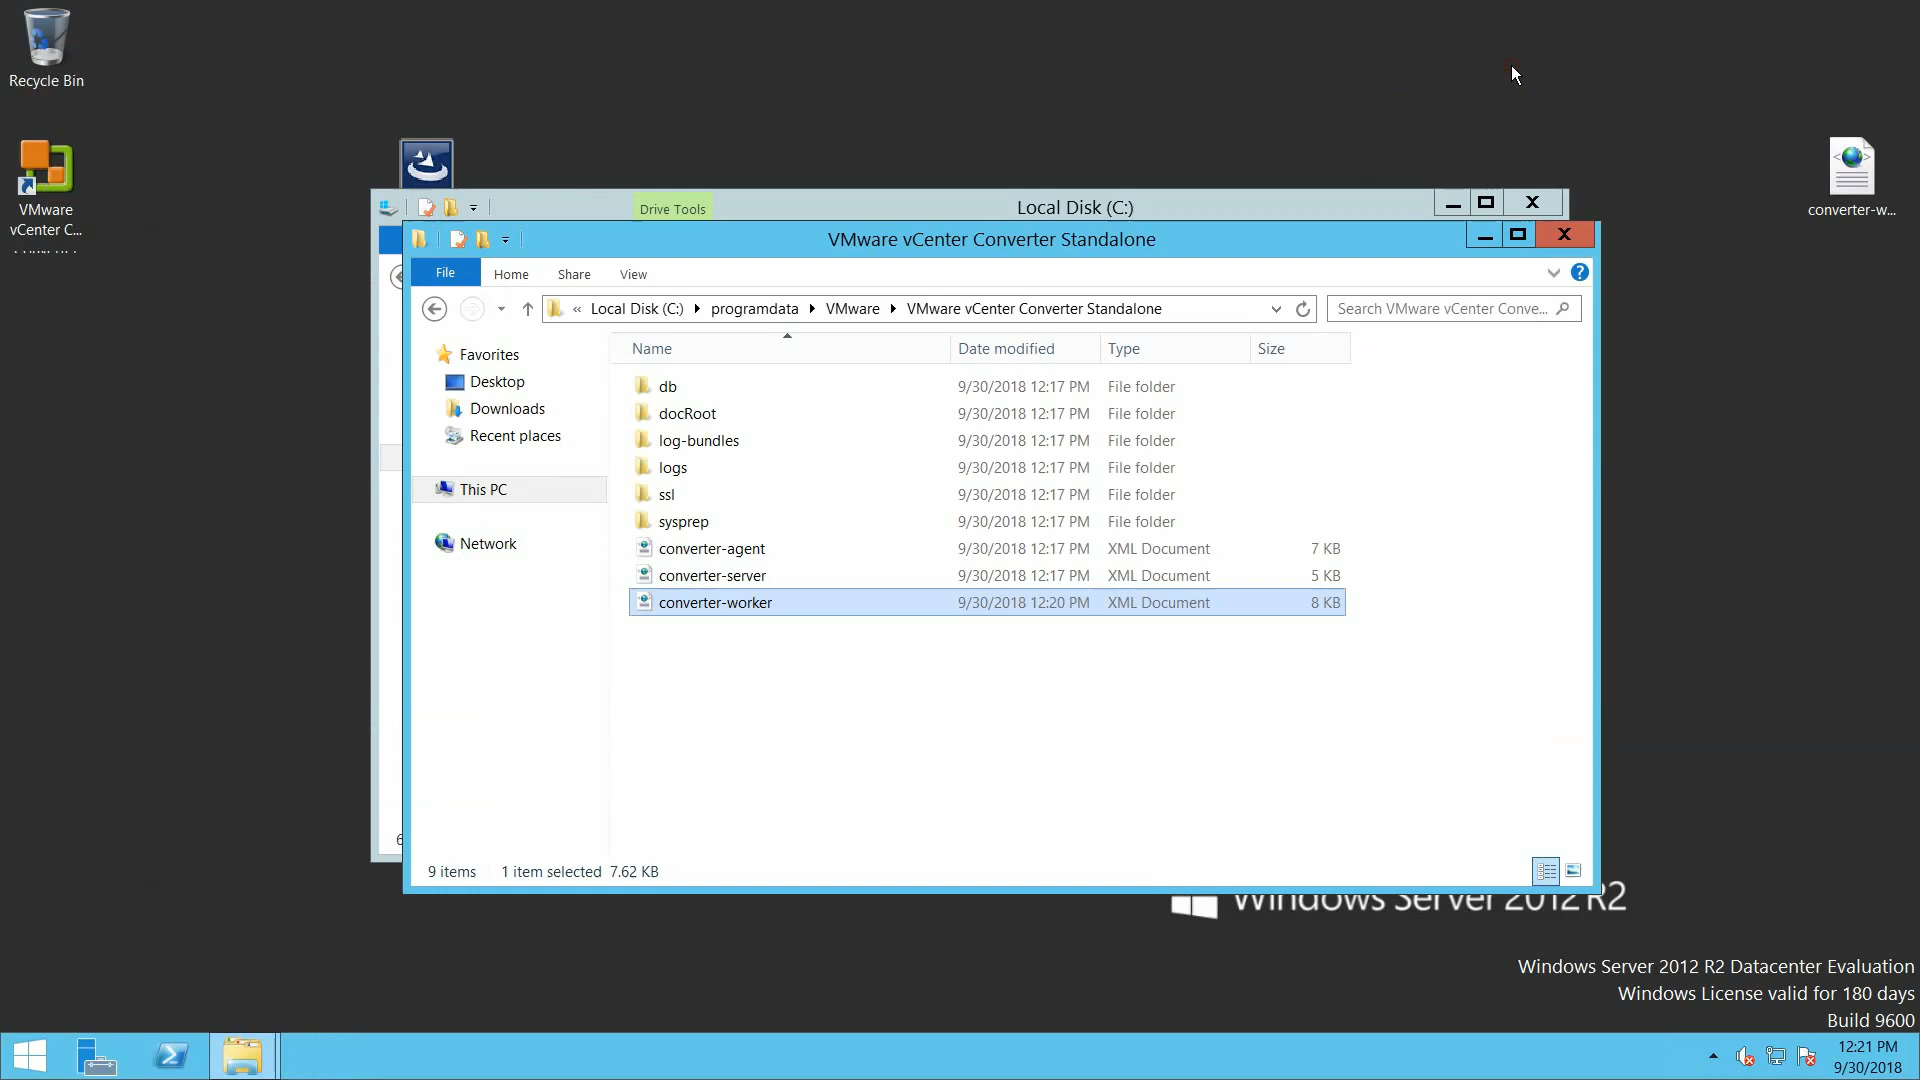 Recycle Bin
VMware
vCenter C...
converter-w...
Drive Tools
Local Disk (C:)
VMware vCenter Converter Standalone
File
Home
Share
View
« Local Disk (C:) programdata VMware VMware vCenter Converter Standalone
Search VMware vCenter Conve...
Favorites
Desktop
Downloads
Recent places
This PC
Network
Name Date modified Type Size
db 9/30/2018 12:17 PM File folder
docRoot 9/30/2018 12:17 PM File folder
log-bundles 9/30/2018 12:17 PM File folder
logs 9/30/2018 12:17 PM File folder
ssl 9/30/2018 12:17 PM File folder
sysprep 9/30/2018 12:17 PM File folder
converter-agent 9/30/2018 12:17 PM XML Document 7 KB
converter-server 9/30/2018 12:17 PM XML Document 5 KB
converter-worker 9/30/2018 12:20 PM XML Document 8 KB
9 items 1 item selected 7.62 KB
Windows Server 2012 R2
Windows Server 2012 R2 Datacenter Evaluation
Windows License valid for 180 days
Build 9600
12:21 PM
9/30/2018